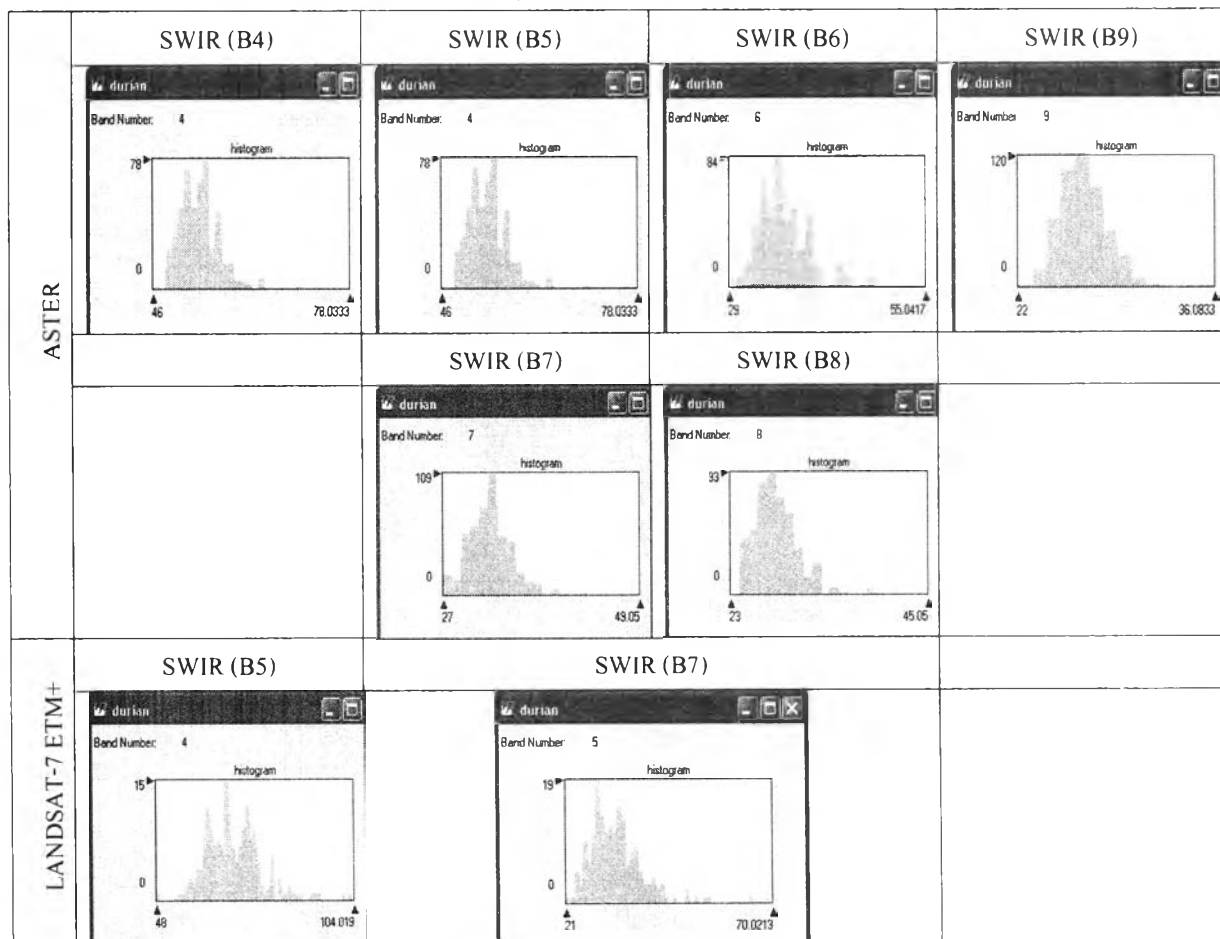 SWIR (B4) SWIR (B5) SWIR (B6) SWIR (B9)
ASTER
durian
Band Number: 4
histogram
78
0
46 78.0333
durian
Band Number: 4
histogram
78
0
46 78.0333
durian
Band Number: 6
histogram
84
0
25 55.0417
durian
Band Number 9
histogram
120
0
22 36.0833
SWIR (B7) SWIR (B8)
durian
Band Number: 7
histogram
109
0
27 49.05
durian
Band Number: 8
histogram
93
0
23 45.05
LANDSAT-7 ETM+
SWIR (B5) SWIR (B7)
durian
Band Number: 4
histogram
15
0
48 104.019
durian
Band Number 5
histogram
19
0
21 70.0213